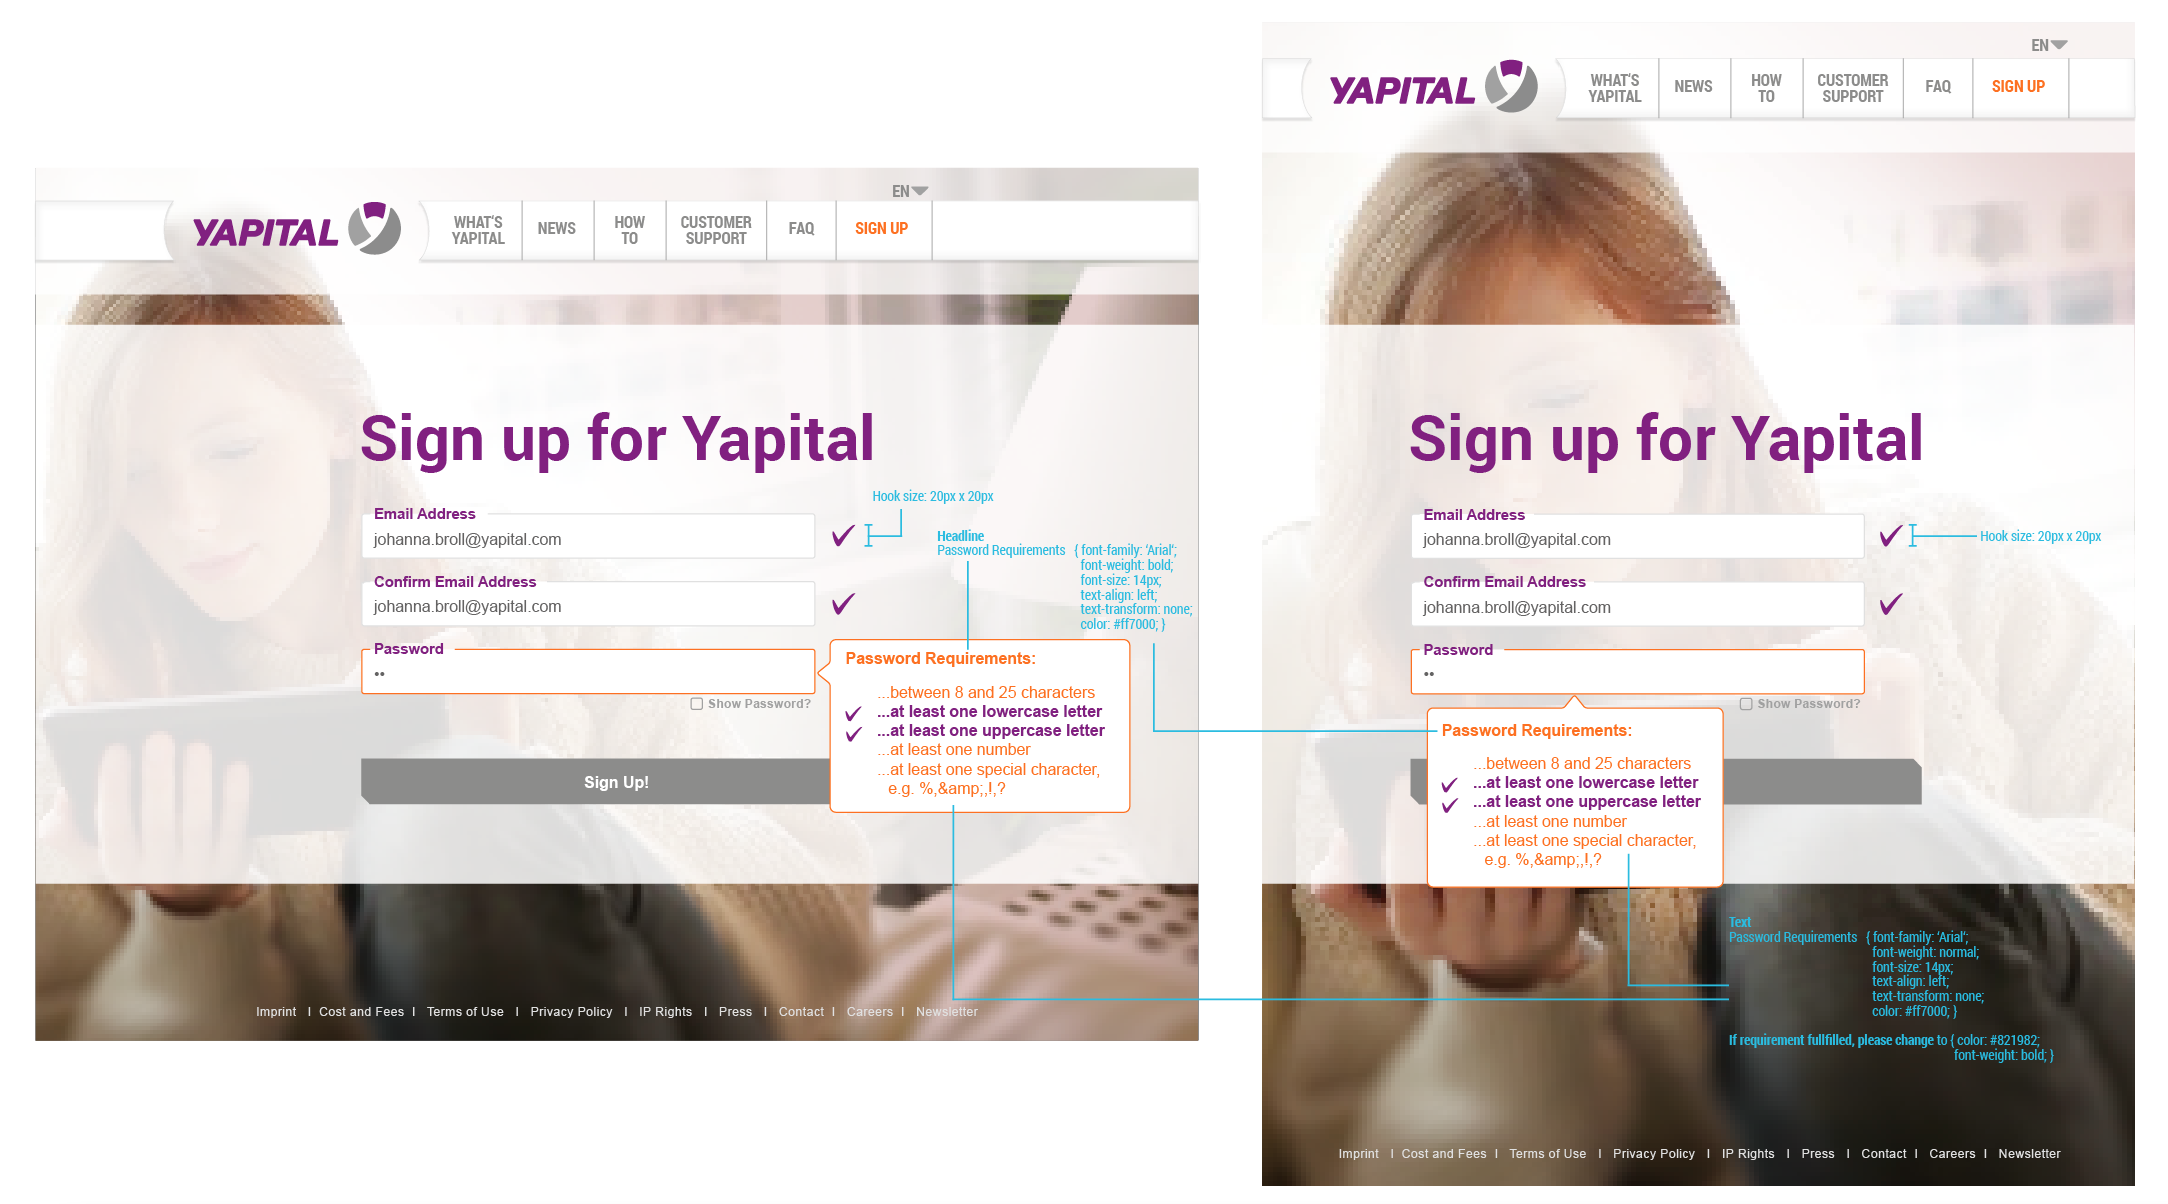 EN
YAPITAL
WHAT'S
YAPITAL
NEWS
HOW
TO
CUSTOMER
SUPPORT
FAQ
SIGN UP
Sign up for Yapital
Hook size: 20px x 20px
Email Address
johanna.broll@yapital.com
Headline
Password Requirements { font-family: 'Arial';
font-weight: bold;
font-size: 14px;
text-align: left;
text-transform: none;
color: #ff7000; }
Confirm Email Address
johanna.broll@yapital.com
Password
••
Show Password?
Password Requirements:
...between 8 and 25 characters
...at least one lowercase letter
...at least one uppercase letter
...at least one number
...at least one special character,
e.g. %,&amp;,!,?
Sign Up!
Imprint I Cost and Fees I Terms of Use I Privacy Policy I IP Rights I Press I Contact I Careers I Newsletter
EN
YAPITAL
WHAT'S
YAPITAL
NEWS
HOW
TO
CUSTOMER
SUPPORT
FAQ
SIGN UP
Sign up for Yapital
Email Address
johanna.broll@yapital.com
Hook size: 20px x 20px
Confirm Email Address
johanna.broll@yapital.com
Password
••
Show Password?
Password Requirements:
...between 8 and 25 characters
...at least one lowercase letter
...at least one uppercase letter
...at least one number
...at least one special character,
e.g. %,&amp;,!,?
Text
Password Requirements { font-family: 'Arial';
font-weight: normal;
font-size: 14px;
text-align: left;
text-transform: none;
color: #ff7000; }
If requirement fullfilled, please change to { color: #821982;
font-weight: bold; }
Imprint I Cost and Fees I Terms of Use I Privacy Policy I IP Rights I Press I Contact I Careers I Newsletter